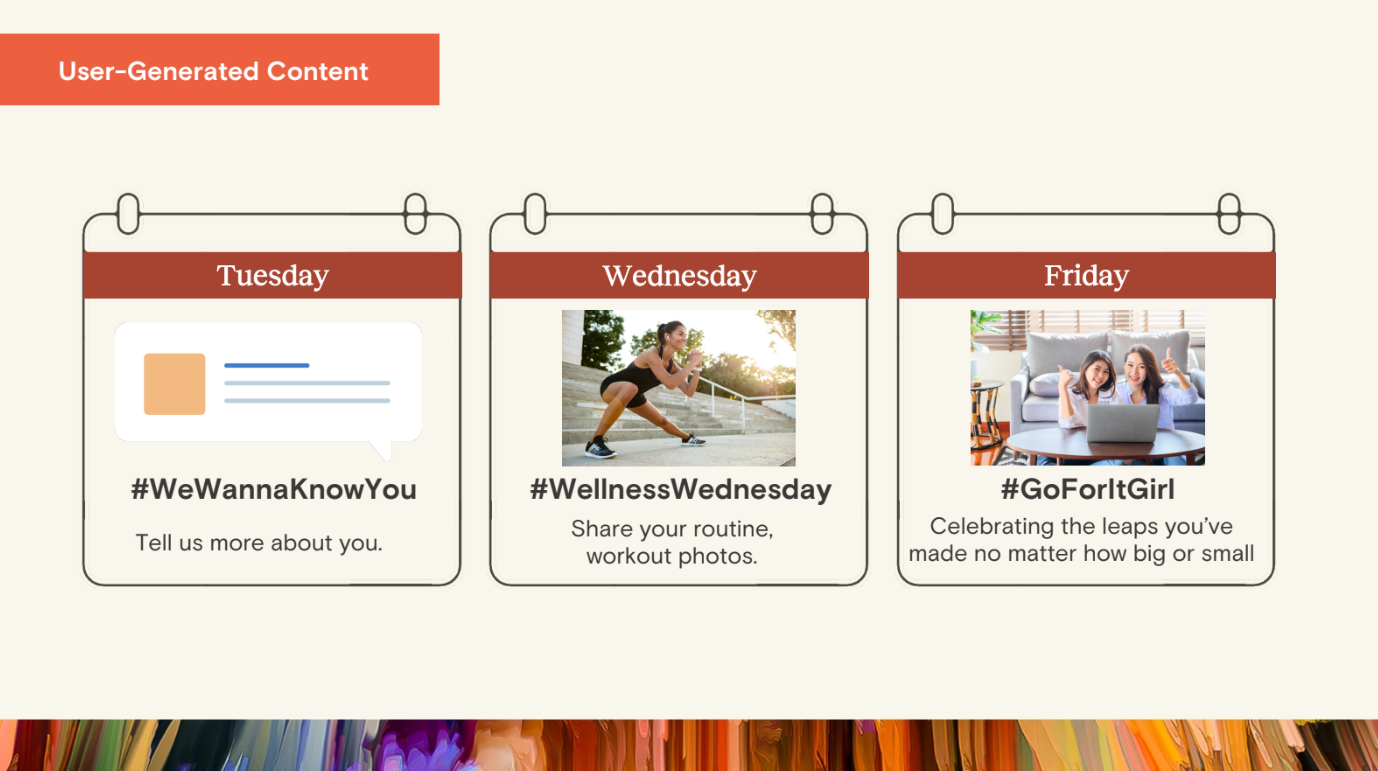 User-Generated Content
Tuesday
#WeWannaKnowYou
Tell us more about you.
Wednesday
#WellnessWednesday
Share your routine,
workout photos.
Friday
#GoForItGirl
Celebrating the leaps you’ve
made no matter how big or small